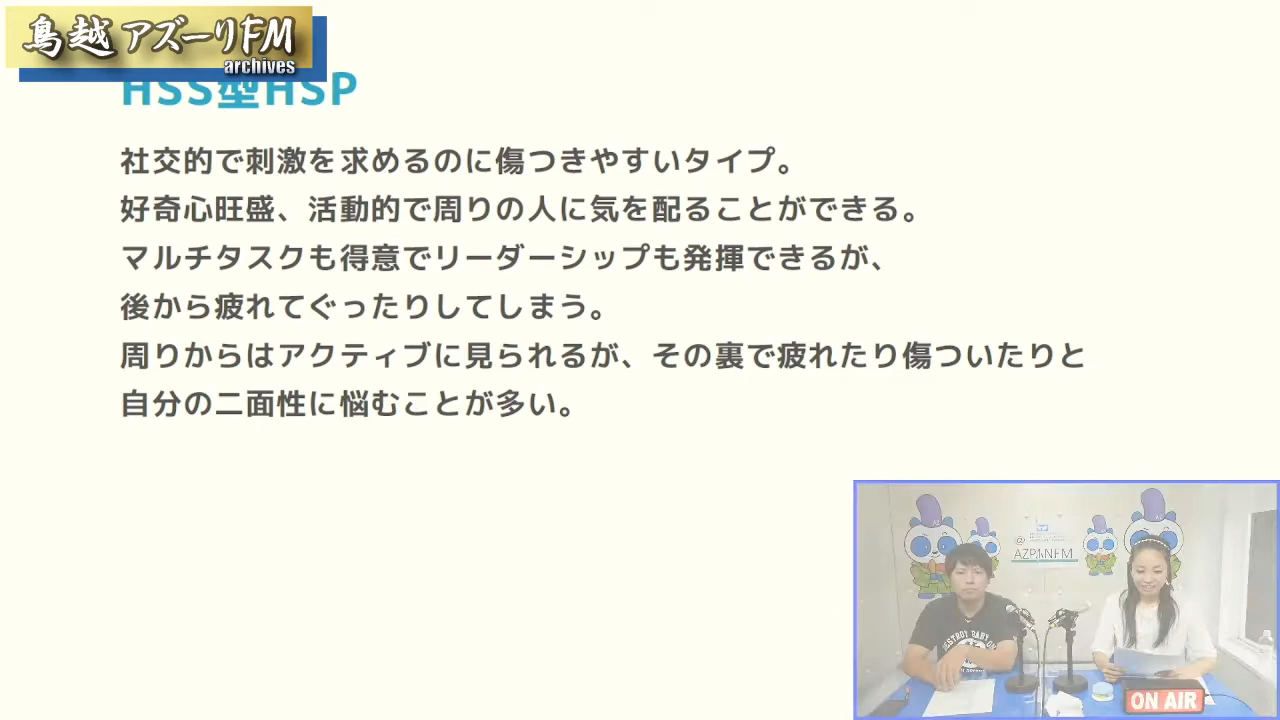 鳥越アズーりFM
archives
HSS型HSP
社交的で刺激を求めるのに傷つきやすいタイプ。
好奇心旺盛、活動的で周りの人に気を配ることができる。
マルチタスクも得意でリーダーシップも発揮できるが、
後から疲れてぐったりしてしまう。
周りからはアクティブに見られるが、その裏で疲れたり傷ついたりと
自分の二面性に悩むことが多い。
ON AIR